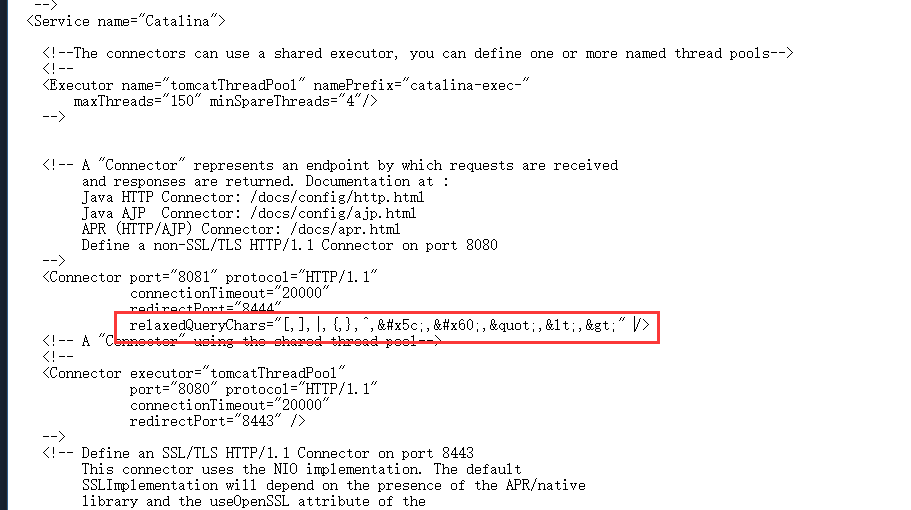 -->
<Service name="Catalina">
<!--The connectors can use a shared executor, you can define one or more named thread pools-->
<!--
<Executor name="tomcatThreadPool" namePrefix="catalina-exec-"
maxThreads="150" minSpareThreads="4"/>
-->
<!-- A "Connector" represents an endpoint by which requests are received
and responses are returned. Documentation at :
Java HTTP Connector: /docs/config/http.html
Java AJP  Connector: /docs/config/ajp.html
APR (HTTP/AJP) Connector: /docs/apr.html
Define a non-SSL/TLS HTTP/1.1 Connector on port 8080
-->
<Connector port="8081" protocol="HTTP/1.1"
connectionTimeout="20000"
redirectPort="8444"
relaxedQueryChars="[,],|,{,},^,&#x5c;,&#x60;,&quot;,&lt;,&gt;" />
<!-- A "Connector" using the shared thread pool-->
<!--
<Connector executor="tomcatThreadPool"
port="8080" protocol="HTTP/1.1"
connectionTimeout="20000"
redirectPort="8443" />
-->
<!-- Define an SSL/TLS HTTP/1.1 Connector on port 8443
This connector uses the NIO implementation. The default
SSLImplementation will depend on the presence of the APR/native
library and the useOpenSSL attribute of the